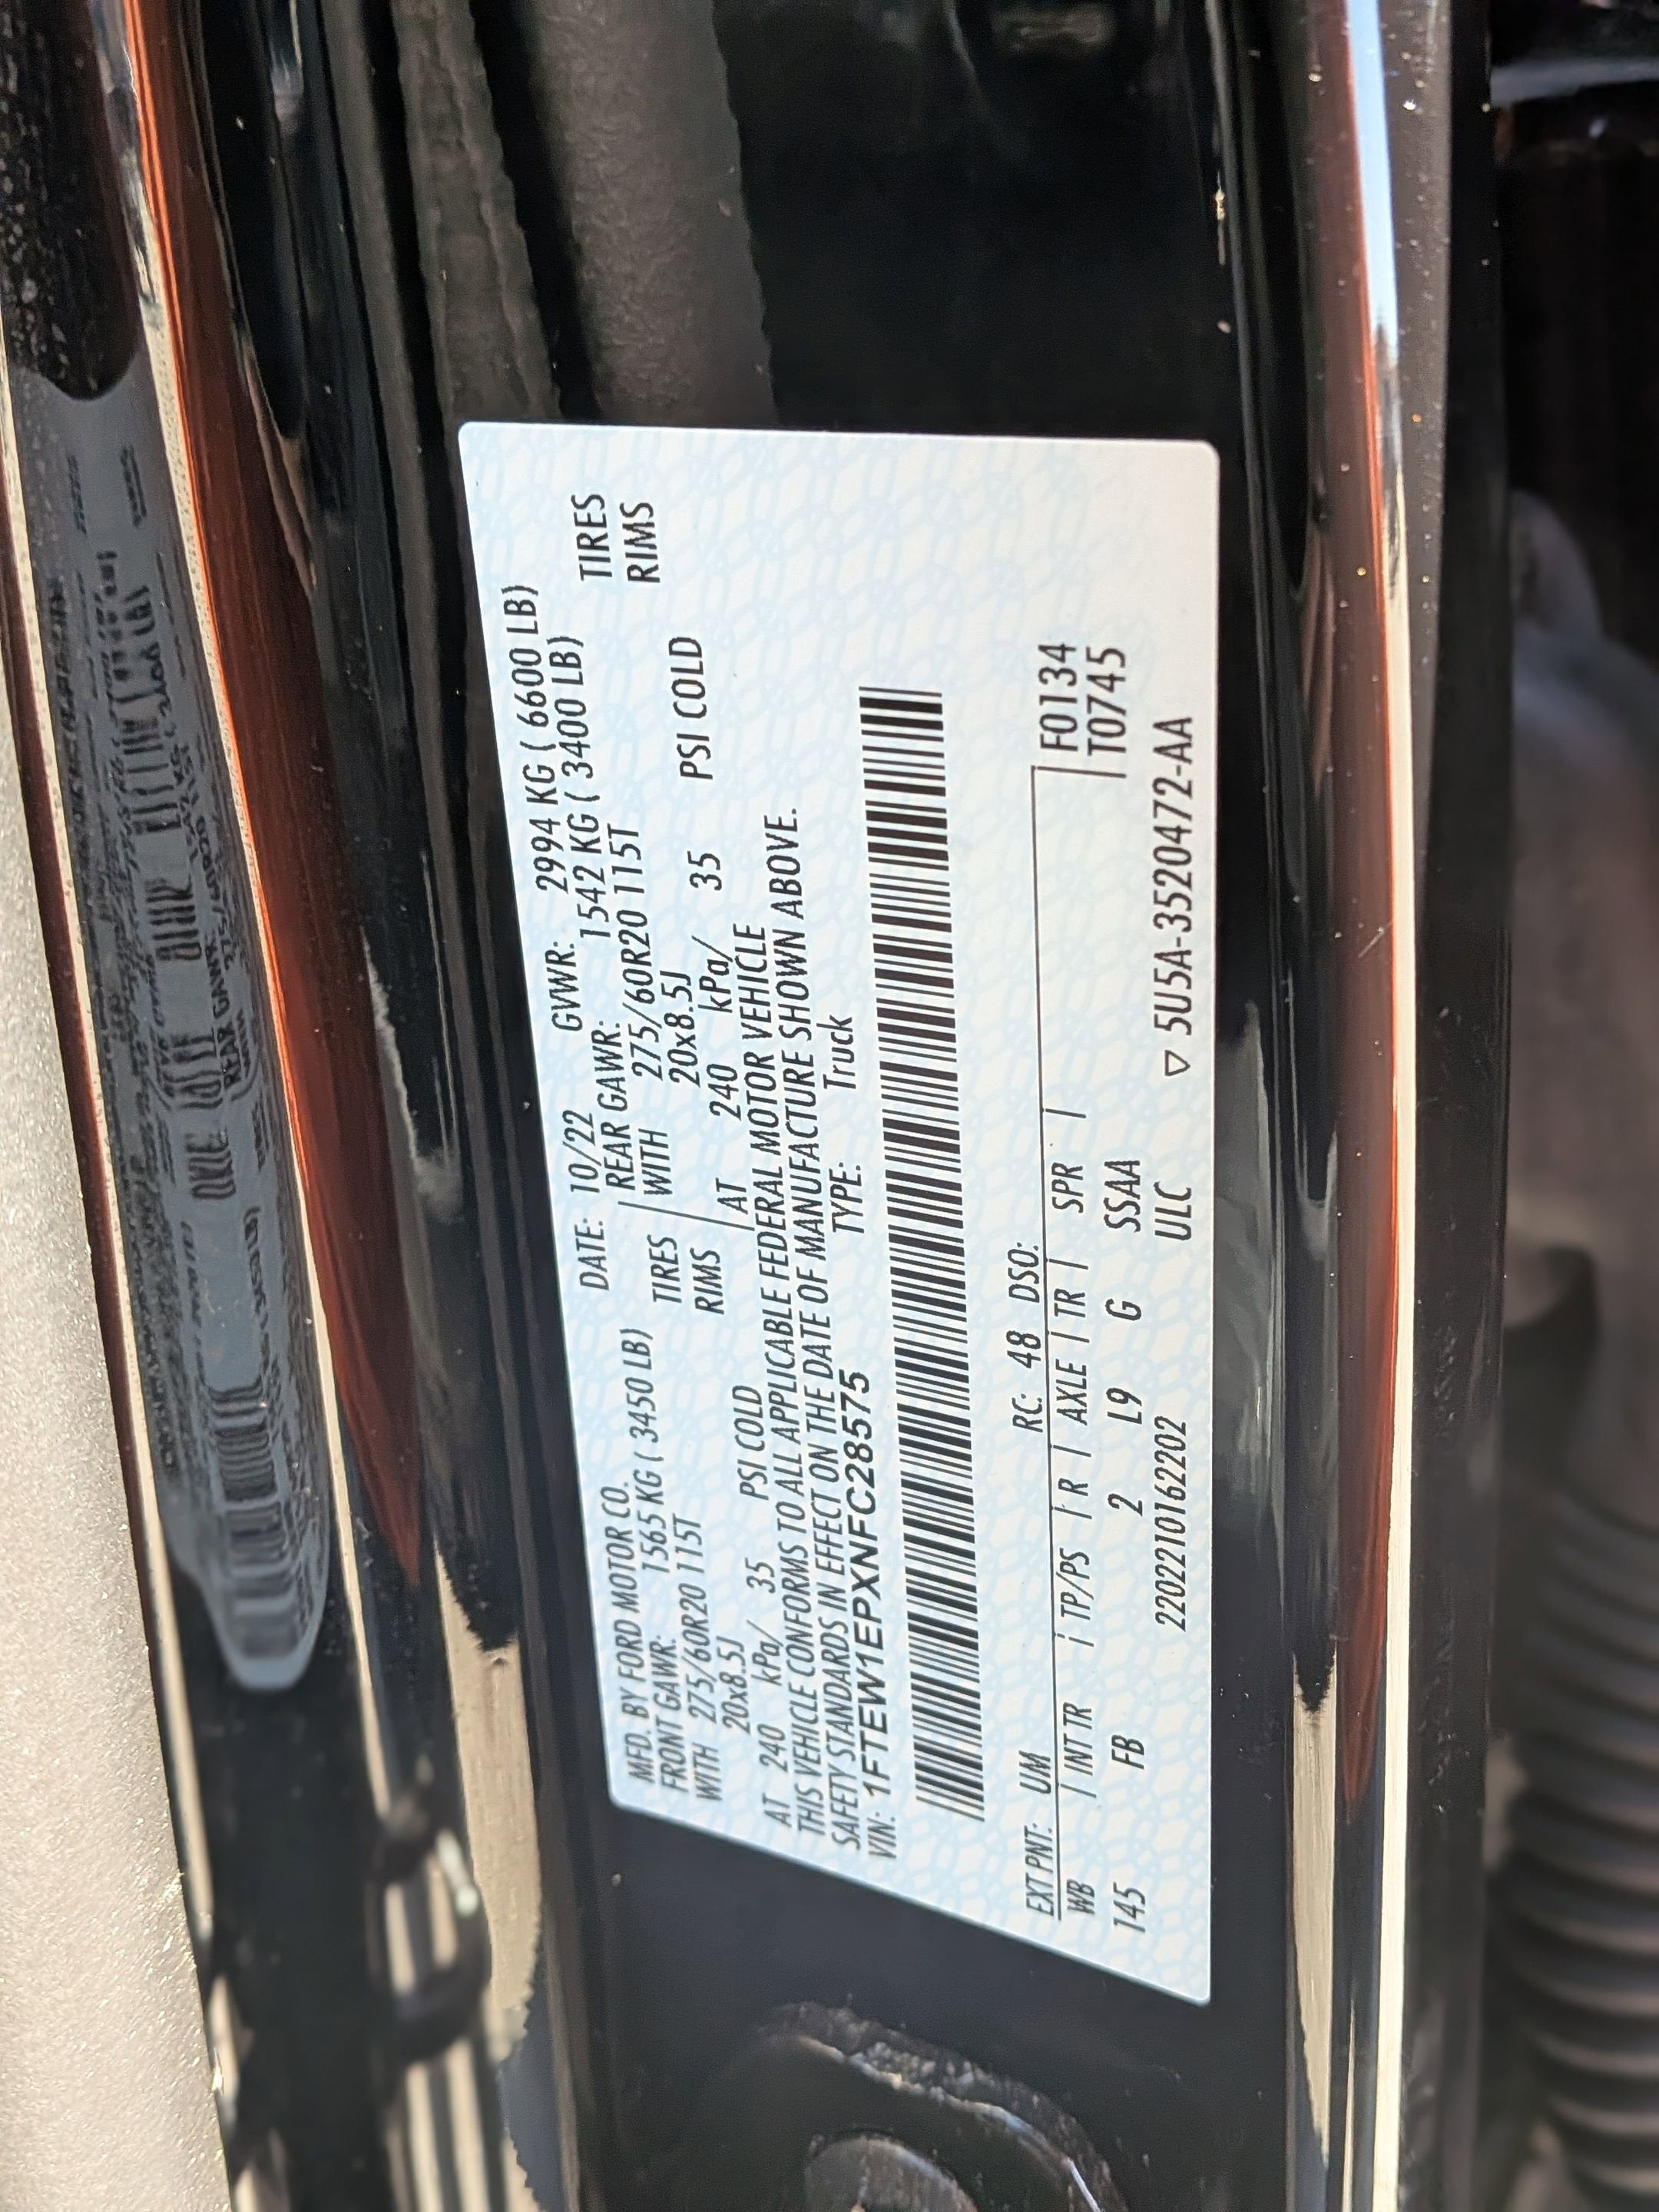 MFD. BY FORD MOTOR CO. DATE: 10/22 GVWR: 2994 KG ( 6600 LB)
FRONT GAWR: 1565 KG ( 3450 LB) REAR GAWR: 1542 KG ( 3400 LB)
WITH 275/60R20 115T TIRES WITH 275/60R20 115T TIRES
20x8.5J RIMS 20x8.5J RIMS
AT 240 kPa/ 35 PSI COLD AT 240 kPa/ 35 PSI COLD
THIS VEHICLE CONFORMS TO ALL APPLICABLE FEDERAL MOTOR VEHICLE
SAFETY STANDARDS IN EFFECT ON THE DATE OF MANUFACTURE SHOWN ABOVE.
VIN: 1FTEW1EPXNFC28575 TYPE: Truck
EXT PNT: UM RC: 48 DSO: F0134
WB | INT TR | TP/PS | R | AXLE | TR | SPR | T0745
145 FB 2 L9 G SSAA
2202210162202 ULC ▽ 5U5A-3520472-AA